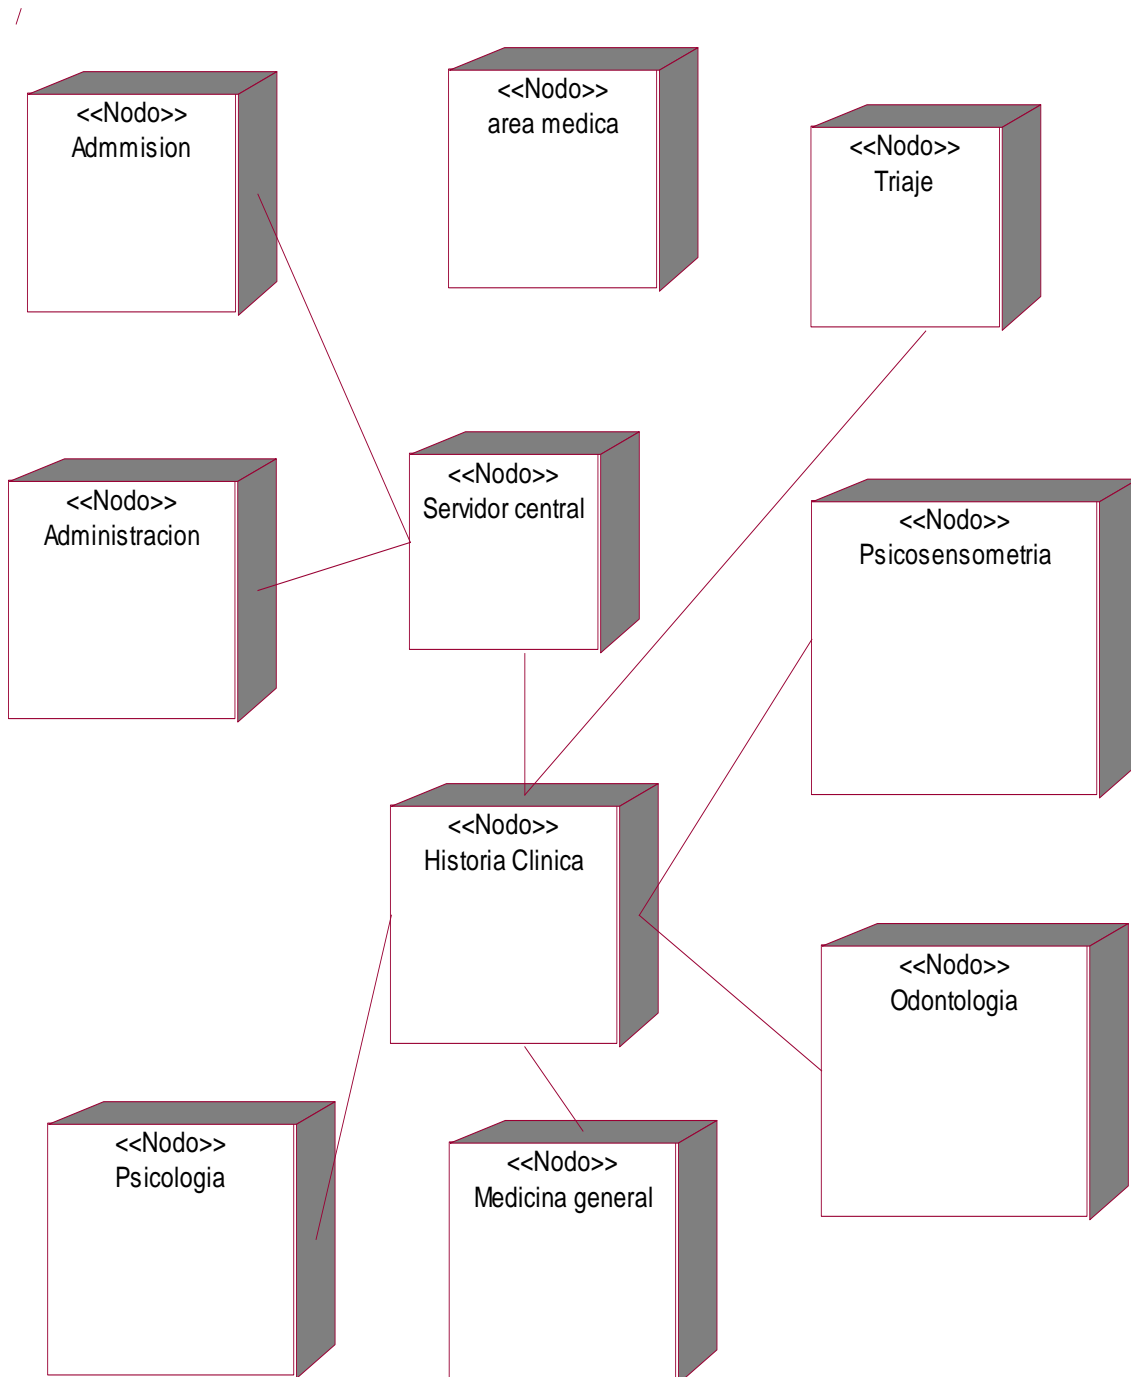 /
<<Nodo>>
Admmision
<<Nodo>>
area medica
<<Nodo>>
Triaje
<<Nodo>>
Administracion
<<Nodo>>
Servidor central
<<Nodo>>
Psicosensometria
<<Nodo>>
Historia Clinica
<<Nodo>>
Odontologia
<<Nodo>>
Psicologia
<<Nodo>>
Medicina general